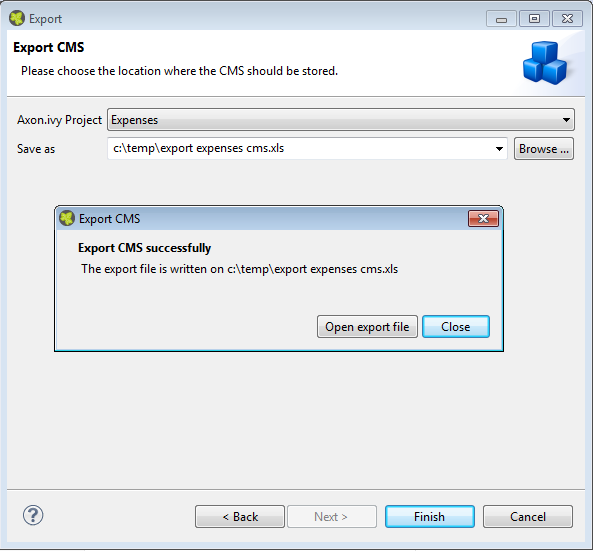 Export
Export CMS
Please choose the location where the CMS should be stored.
Axon.ivy Project Expenses
Save as c:\temp\export expenses cms.xls Browse ...
Export CMS
Export CMS successfully
The export file is written on c:\temp\export expenses cms.xls
Open export file Close
? < Back Next > Finish Cancel